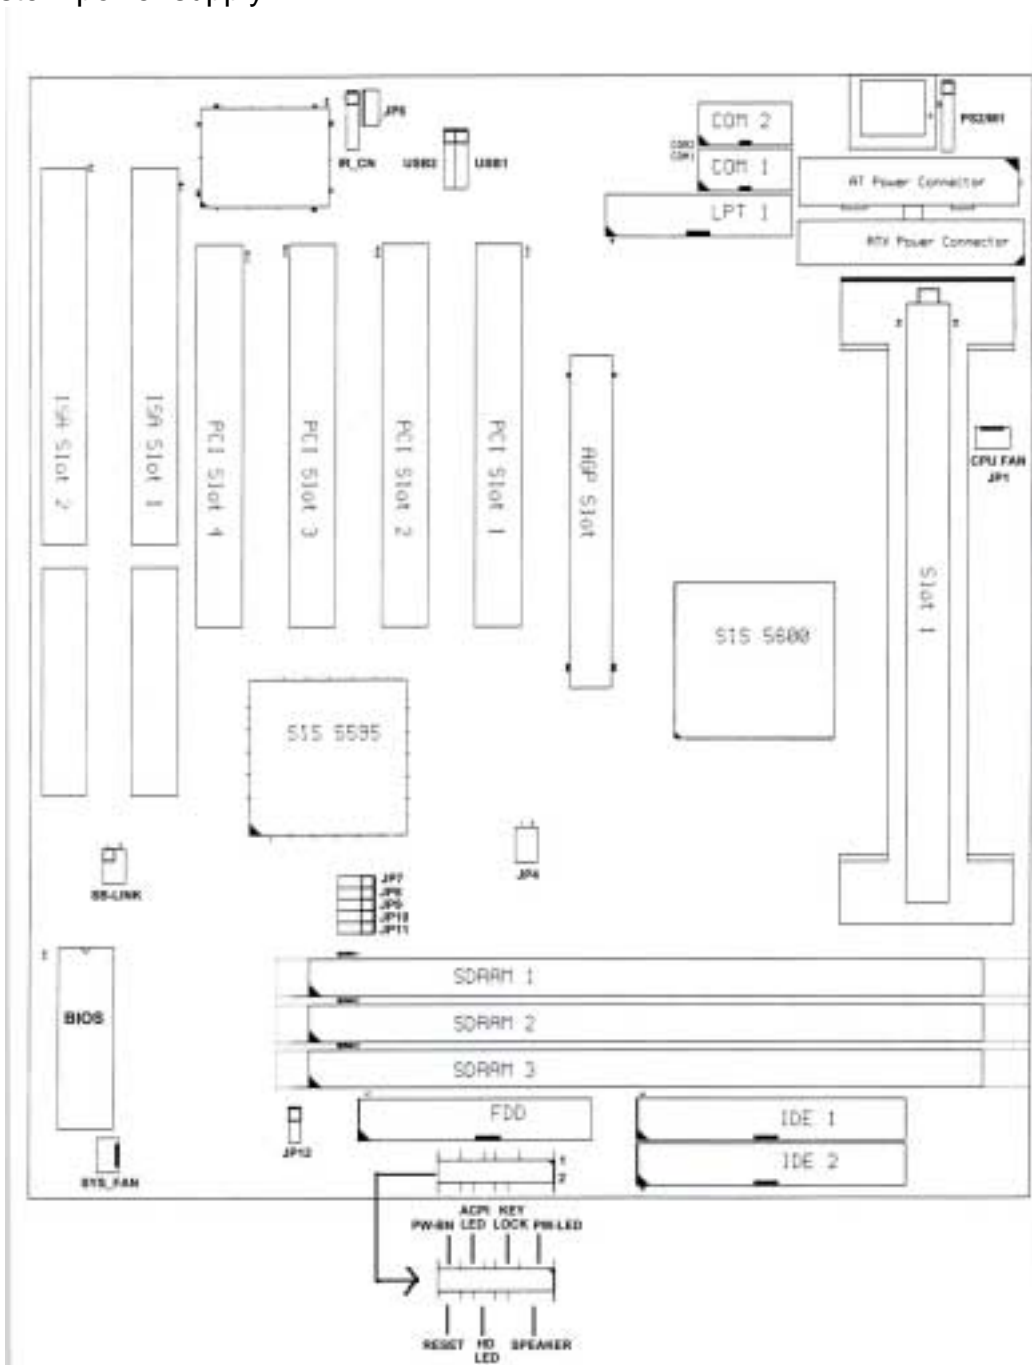 JP5
IR_CN
USB2
USB1
COM 2
COM2
COM1
COM 1
LPT 1
PS2/M1
AT Power Connector
ATX Power Connector
ISA Slot 2
ISA Slot 1
PCI Slot 4
PCI Slot 3
PCI Slot 2
PCI Slot 1
AGP Slot
Slot 1
CPU FAN
JP1
SIS 5600
SIS 5595
SB-LINK
JP4
JP7
JP8
JP9
JP10
JP11
BIOS
SDRAM 1
SDRAM 2
SDRAM 3
FDD
IDE 1
IDE 2
JP12
SYS_FAN
1
2
ACPI KEY
PW-BN LED LOCK PW-LED
RESET HD SPEAKER
LED